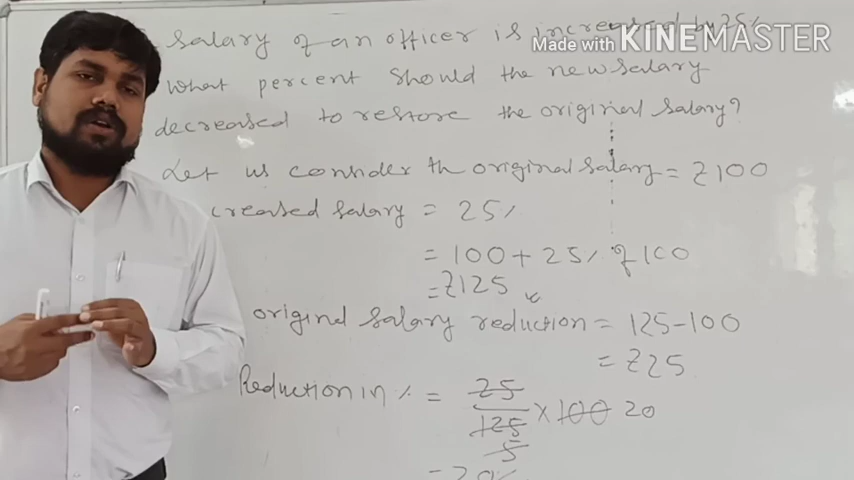 Salary of an officer is increased by 25%
Made with KINEMASTER
What percent should the new salary
decreased to restore the original salary?
Let us consider th original salary = ₹100
creased salary = 25%
= 100 + 25% of 100
= ₹125
original salary reduction = 125-100
= ₹25
Reduction in % = 25/125 × 100 20
5
= 20%